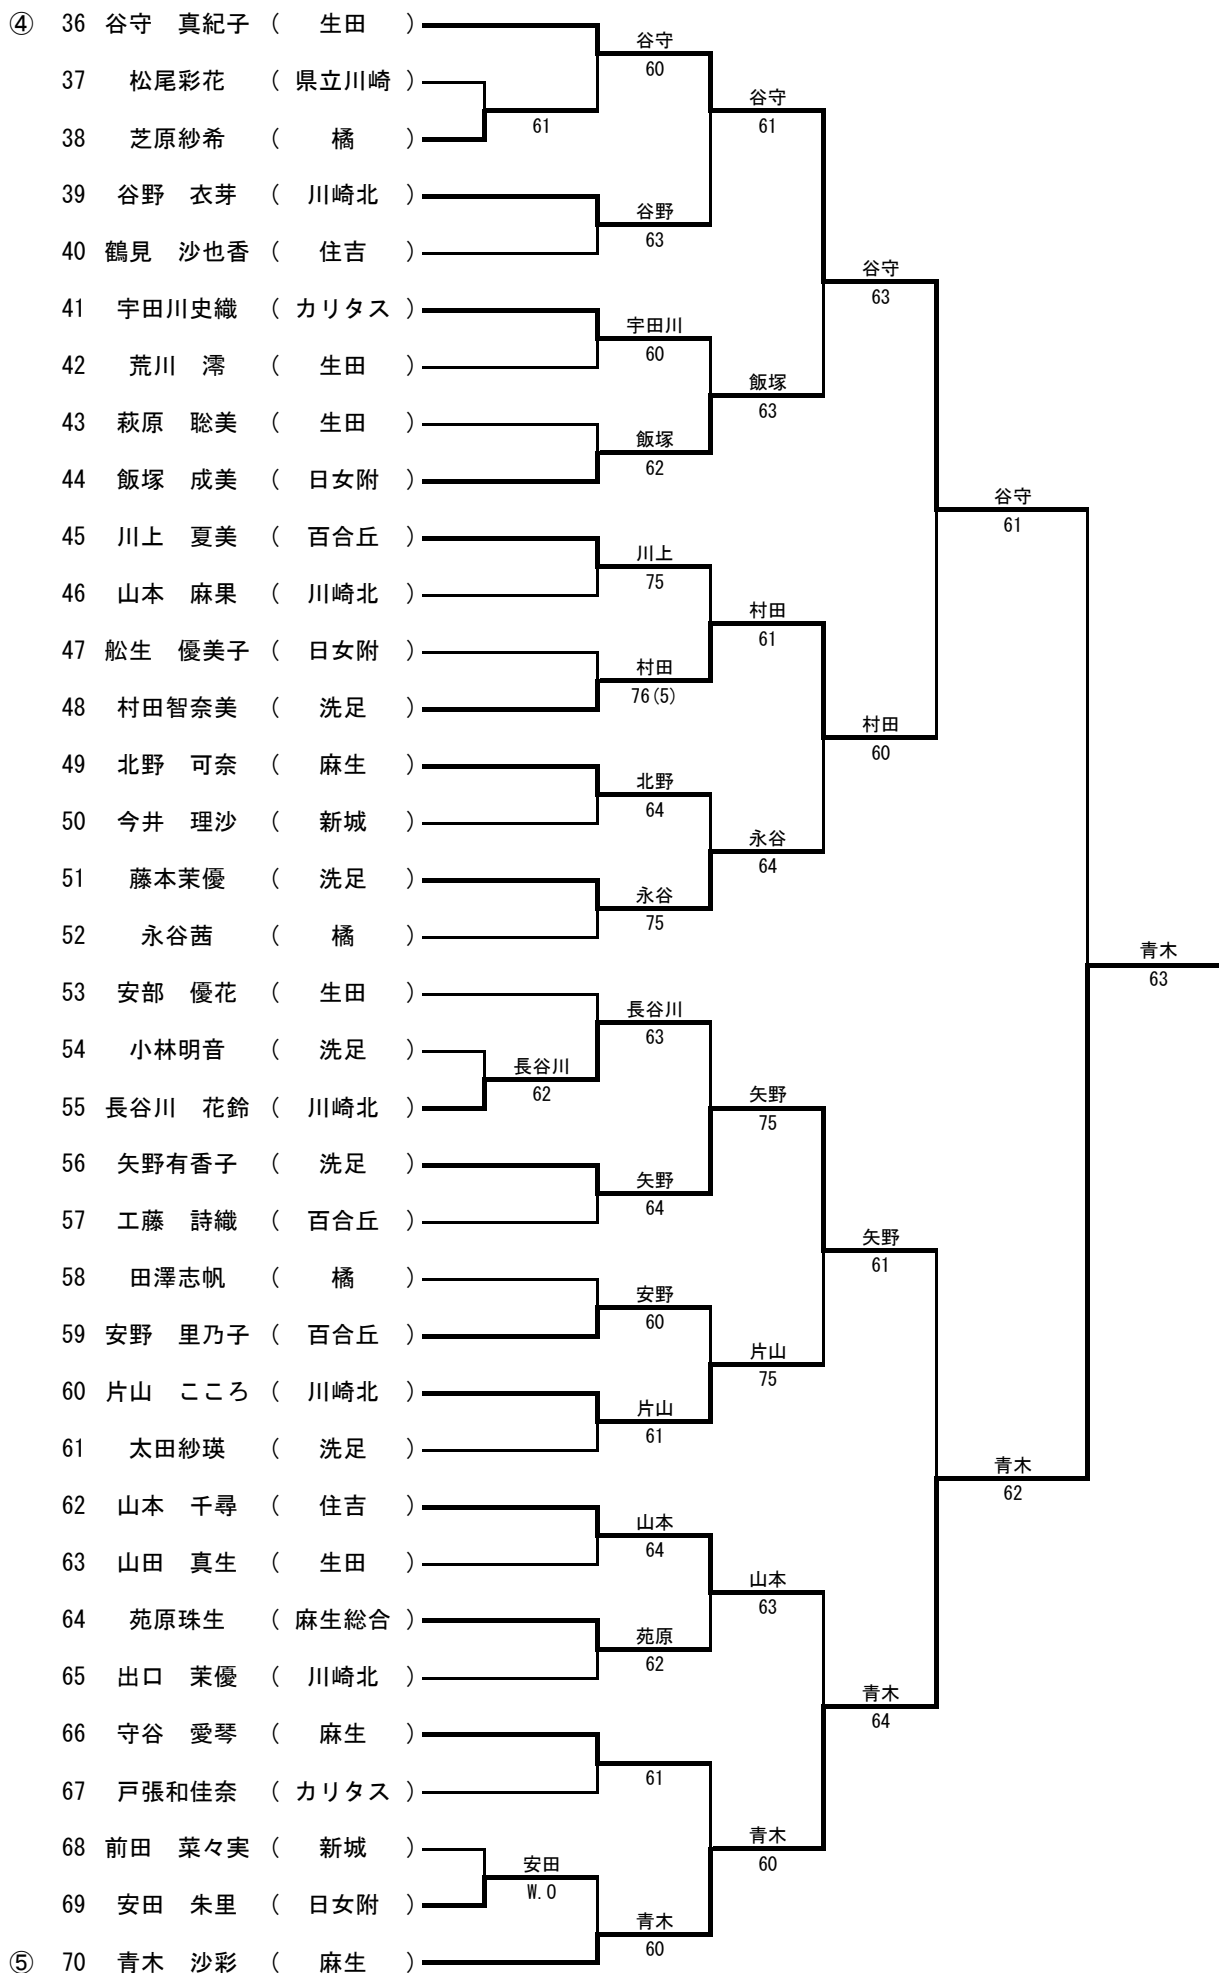 ④ 36 谷守 真紀子 ( 生田 )
谷守
60
37 松尾彩花 ( 県立川崎 )
谷守
61
61
38 芝原紗希 ( 橘 )
39 谷野 衣芽 ( 川崎北 )
谷野
63
40 鶴見 沙也香 ( 住吉 )
谷守
63
41 宇田川史織 ( カリタス )
宇田川
60
42 荒川 澪 ( 生田 )
飯塚
63
43 萩原 聡美 ( 生田 )
飯塚
62
44 飯塚 成美 ( 日女附 )
谷守
61
45 川上 夏美 ( 百合丘 )
川上
75
46 山本 麻果 ( 川崎北 )
村田
61
47 舩生 優美子 ( 日女附 )
村田
76(5)
48 村田智奈美 ( 洗足 )
村田
60
49 北野 可奈 ( 麻生 )
北野
64
50 今井 理沙 ( 新城 )
永谷
64
51 藤本茉優 ( 洗足 )
永谷
75
52 永谷茜 ( 橘 )
青木
63
53 安部 優花 ( 生田 )
長谷川
63
54 小林明音 ( 洗足 )
長谷川
62
55 長谷川 花鈴 ( 川崎北 )
矢野
75
56 矢野有香子 ( 洗足 )
矢野
64
57 工藤 詩織 ( 百合丘 )
矢野
61
58 田澤志帆 ( 橘 )
安野
60
59 安野 里乃子 ( 百合丘 )
片山
75
60 片山 こころ ( 川崎北 )
片山
61
61 太田紗瑛 ( 洗足 )
青木
62
62 山本 千尋 ( 住吉 )
山本
64
63 山田 真生 ( 生田 )
山本
63
64 苑原珠生 ( 麻生総合 )
苑原
62
65 出口 茉優 ( 川崎北 )
青木
64
66 守谷 愛琴 ( 麻生 )
61
67 戸張和佳奈 ( カリタス )
68 前田 菜々実 ( 新城 )
青木
60
安田
W.O
69 安田 朱里 ( 日女附 )
青木
60
⑤ 70 青木 沙彩 ( 麻生 )